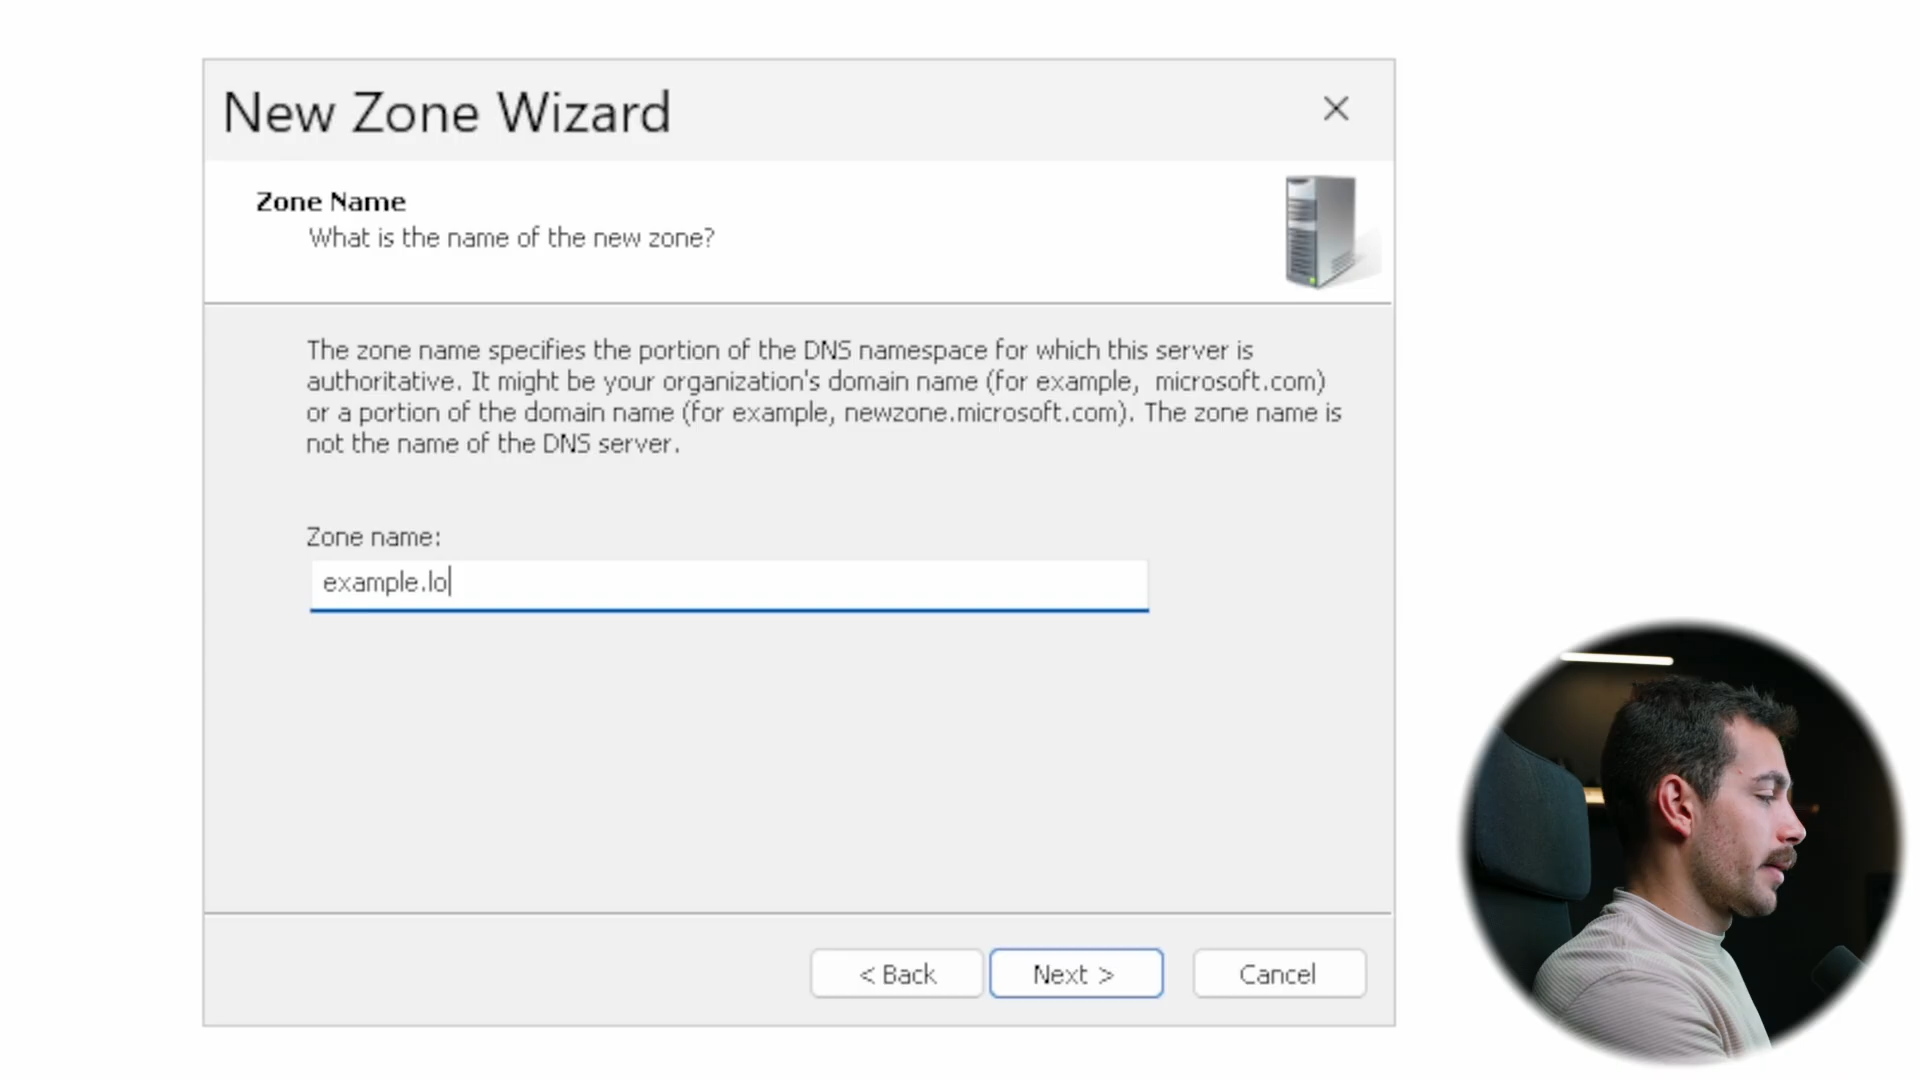 New Zone Wizard
Zone Name
What is the name of the new zone?
The zone name specifies the portion of the DNS namespace for which this server is
authoritative. It might be your organization's domain name (for example, microsoft.com)
or a portion of the domain name (for example, newzone.microsoft.com). The zone name is
not the name of the DNS server.
Zone name:
example.lo
< Back
Next >
Cancel